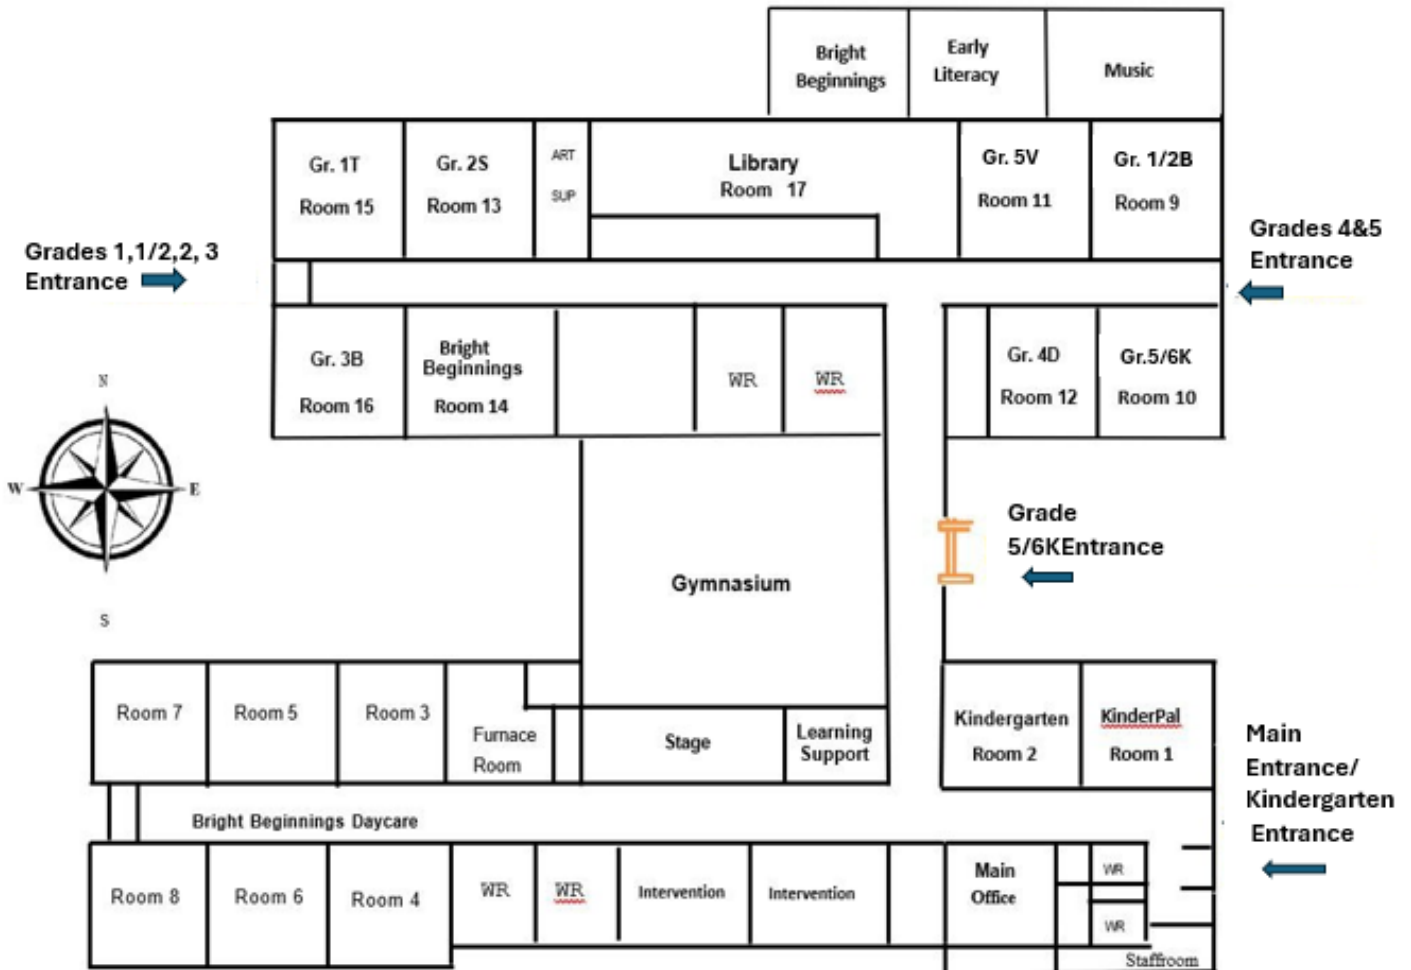 Bright
Beginnings
Early
Literacy
Music
Gr. 1T
Room 15
Gr. 2S
Room 13
ART
SUP
Library
Room 17
Gr. 5V
Room 11
Gr. 1/2B
Room 9
Grades 1,1/2,2, 3
Entrance
Grades 4&5
Entrance
Gr. 3B
Room 16
Bright
Beginnings
Room 14
WR
WR
Gr. 4D
Room 12
Gr.5/6K
Room 10
N
W
E
S
Grade
5/6KEntrance
Gymnasium
Room 7
Room 5
Room 3
Furnace
Room
Stage
Learning
Support
Kindergarten
Room 2
KinderPal
Room 1
Main
Entrance/
Kindergarten
Entrance
Bright Beginnings Daycare
Room 8
Room 6
Room 4
WR
WR
Intervention
Intervention
Main
Office
WR
WR
Staffroom